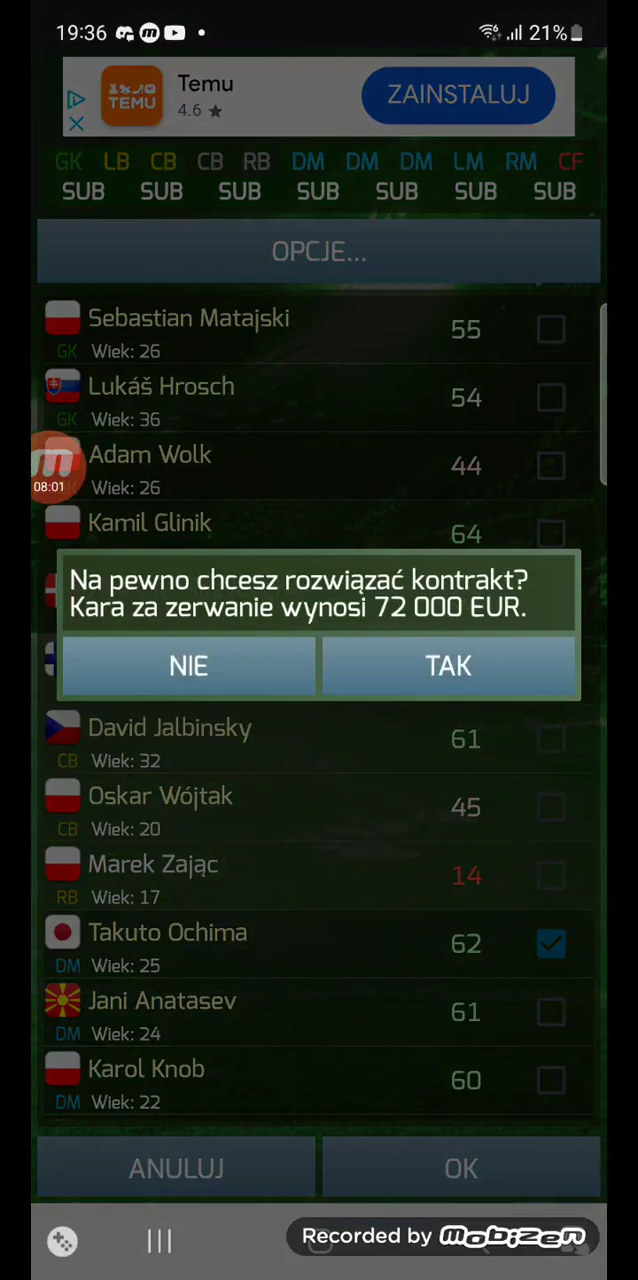 19:36
21%
Temu
4.6 ★
TEMU
ZAINSTALUJ
GK LB CB CB RB DM DM DM LM RM CF
SUB SUB SUB SUB SUB SUB SUB
OPCJE...
Sebastian Matajski 55
GK Wiek: 26
Lukáš Hrosch 54
GK Wiek: 36
Adam Wolk 44
08:01 Wiek: 26
Kamil Glinik 64
Na pewno chcesz rozwiązać kontrakt?
Kara za zerwanie wynosi 72 000 EUR.
NIE TAK
David Jalbinsky 61
CB Wiek: 32
Oskar Wójtak 45
CB Wiek: 20
Marek Zając 14
RB Wiek: 17
Takuto Ochima 62
DM Wiek: 25
Jani Anatasev 61
DM Wiek: 24
Karol Knob 60
DM Wiek: 22
ANULUJ OK
Recorded by mobizen